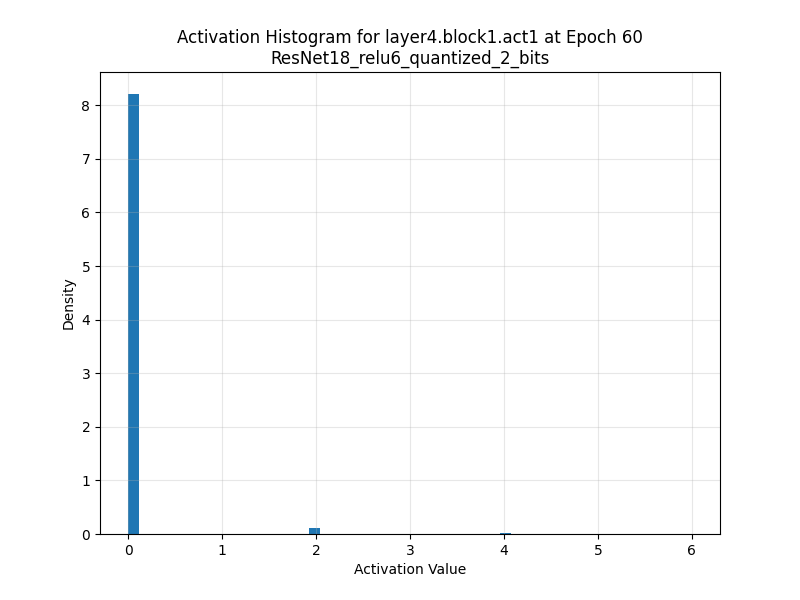 Activation Histogram for layer4.block1.act1 at Epoch 60
ResNet18_relu6_quantized_2_bits
8
7
6
5
4
3
2
1
0
Density
0 1 2 3 4 5 6
Activation Value